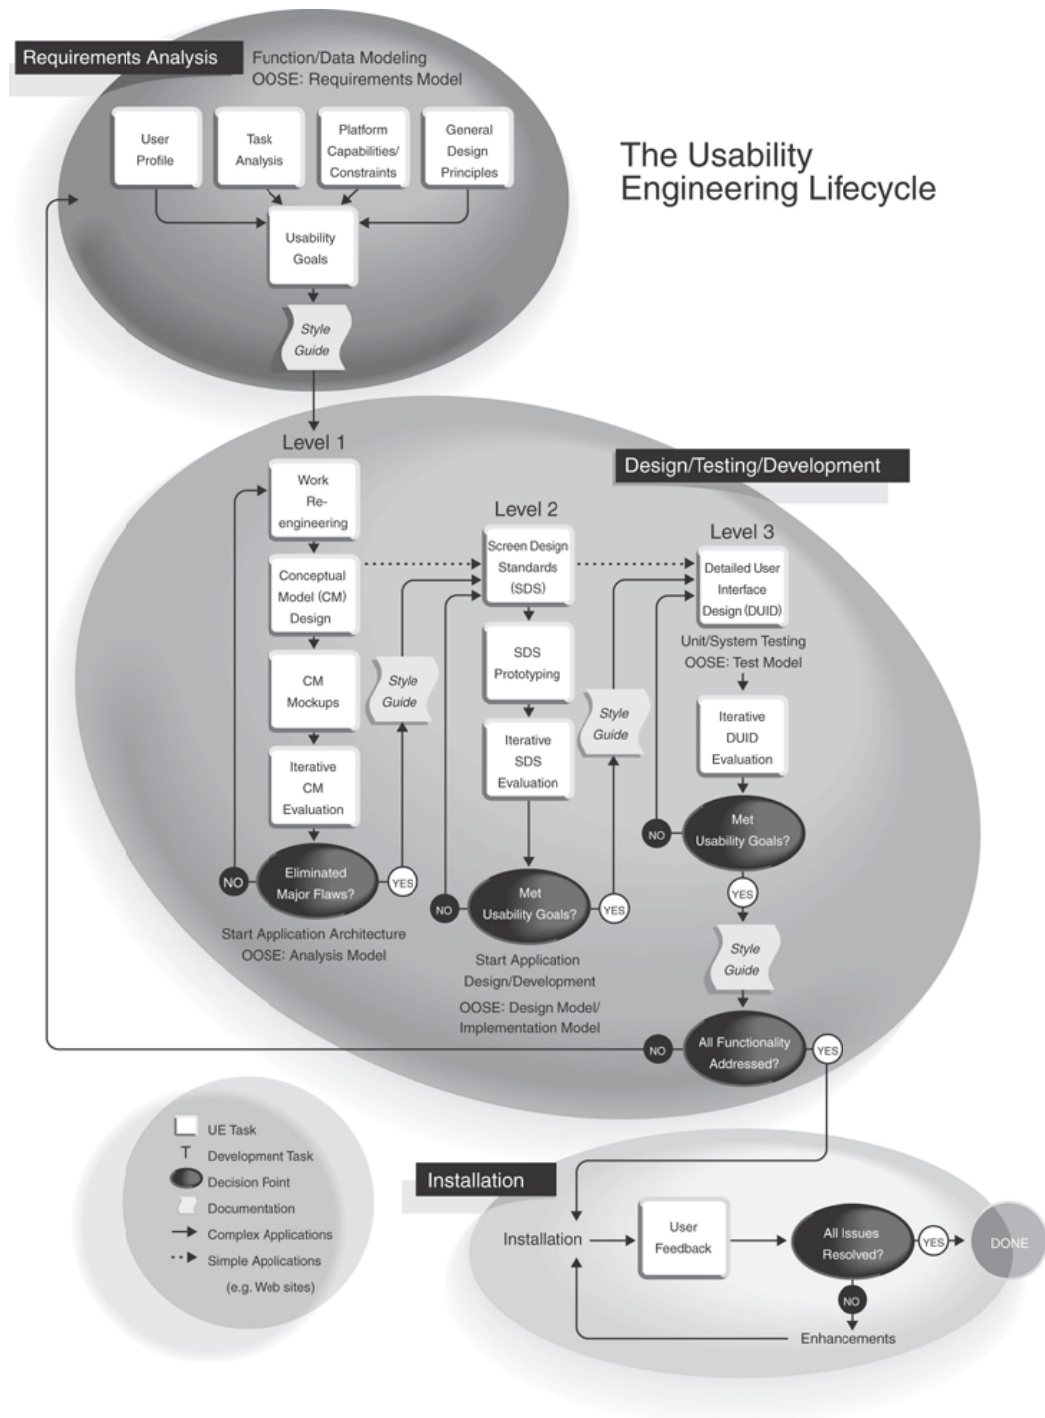 Requirements Analysis
Function/Data Modeling
OOSE: Requirements Model
The Usability
Engineering Lifecycle
User
Profile
Task
Analysis
Platform
Capabilities/
Constraints
General
Design
Principles
Usability
Goals
Style
Guide
Design/Testing/Development
Level 1
Work
Re-
engineering
Conceptual
Model (CM)
Design
CM
Mockups
Iterative
CM
Evaluation
Eliminated
Major Flaws?
NO
YES
Start Application Architecture
OOSE: Analysis Model
Style
Guide
Level 2
Screen Design
Standards
(SDS)
SDS
Prototyping
Iterative
SDS
Evaluation
Met
Usability Goals?
NO
YES
Start Application
Design/Development
OOSE: Design Model/
Implementation Model
Style
Guide
Level 3
Detailed User
Interface
Design (DUID)
Unit/System Testing
OOSE: Test Model
Iterative
DUID
Evaluation
Met
Usability Goals?
NO
YES
Style
Guide
All Functionality
Addressed?
NO
YES
UE Task
T Development Task
Decision Point
Documentation
Complex Applications
Simple Applications
(e.g. Web sites)
Installation
Installation
User
Feedback
All Issues
Resolved?
YES
DONE
NO
Enhancements